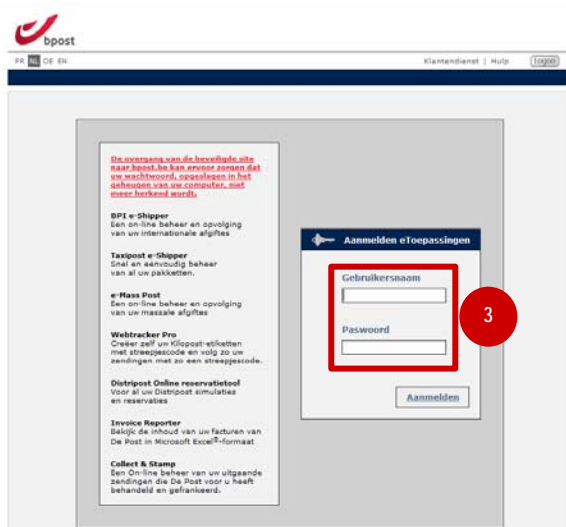 bpost
FR NL DE EN
Klantendienst | Hulp
logon
De overgang van de beveiligde site
naar bpost.be kan ervoor zorgen dat
uw wachtwoord, opgeslagen in het
geheugen van uw computer, niet
meer herkend wordt.
BPI e-Shipper
Een on-line beheer en opvolging
van uw internationale afgiftes
Taxipost e-Shipper
Snel en eenvoudig beheer
van al uw pakketten.
e-Mass Post
Een on-line beheer en opvolging
van uw massale afgiftes
Webtracker Pro
Creëer zelf uw Kilopost-etiketten
met streepjescode en volg zo uw
zendingen met zo een streepjescode.
Distripost Online reservatietool
Voor al uw Distripost simulaties
en reservaties
Invoice Reporter
Bekijk de inhoud van uw facturen van
De Post in Microsoft Excel®-formaat
Collect & Stamp
Een On-line beheer van uw uitgaande
zendingen die De Post voor u heeft
behandeld en gefrankeerd.
Aanmelden eToepassingen
Gebruikersnaam
Paswoord
3
Aanmelden